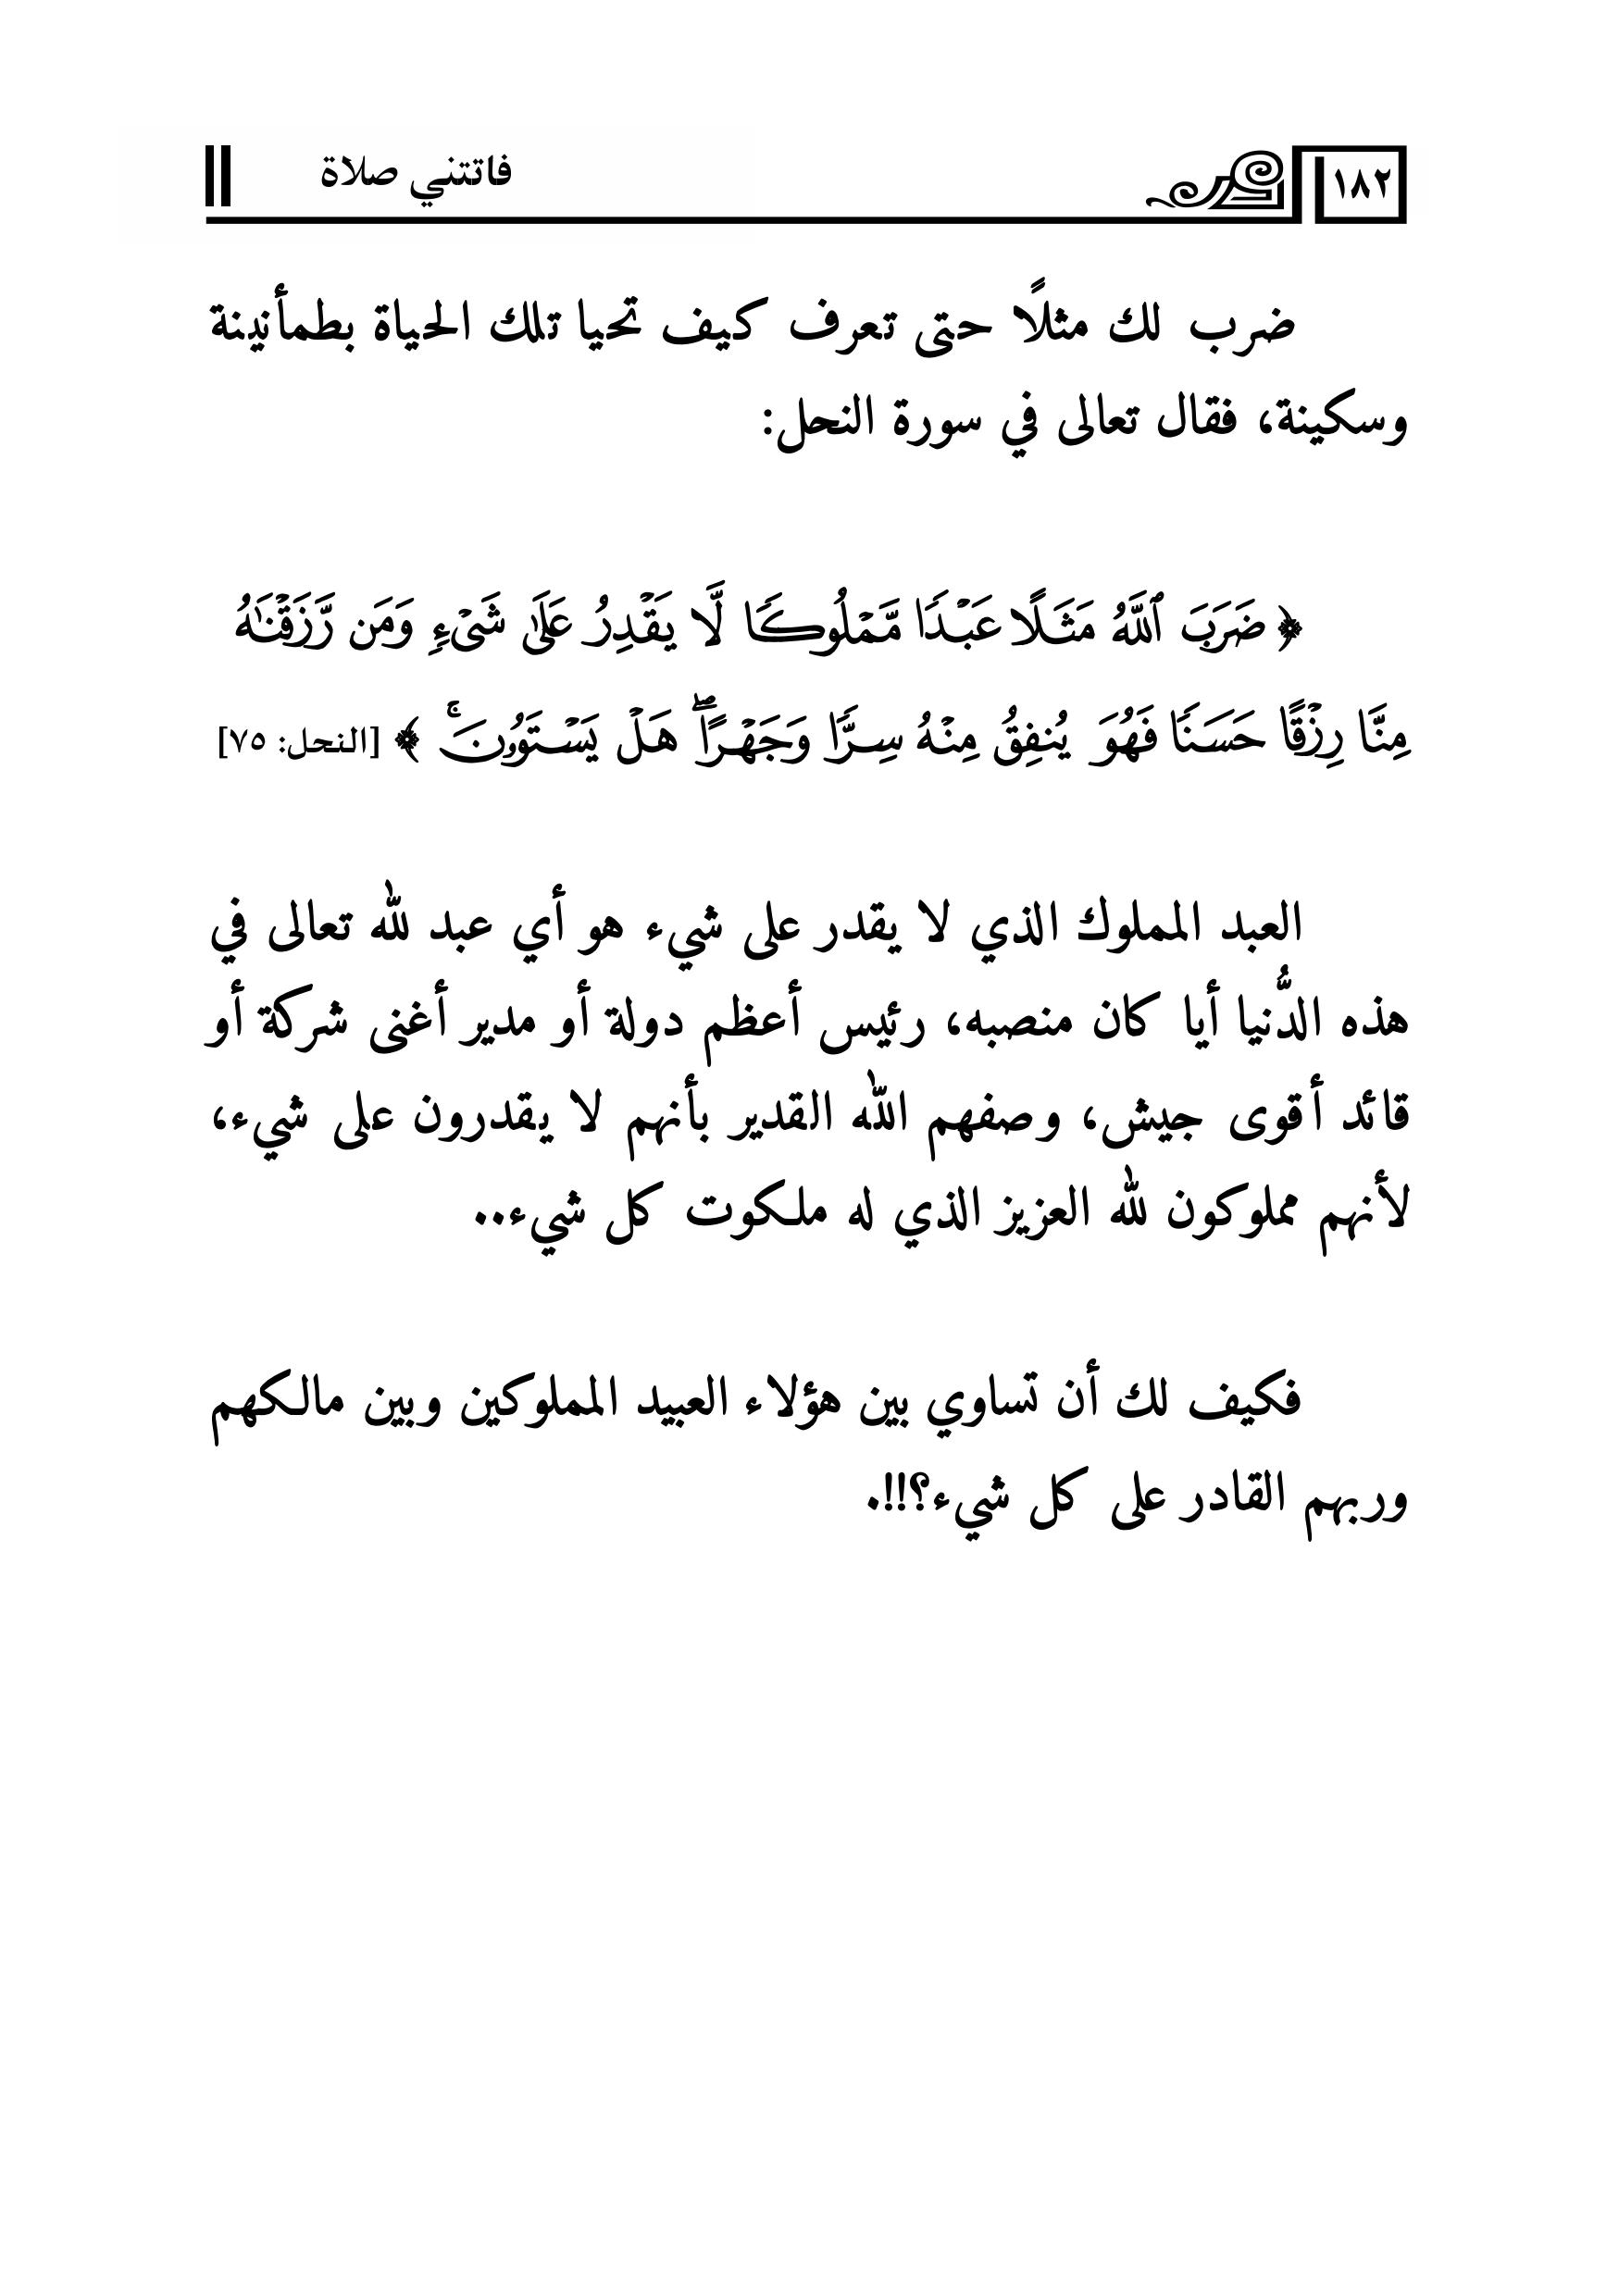 ١٨٢
فاتتني صلاة
ضرب لك مثلًا حتى تعرف كيف تحيا تلك الحياة بطمأنينة
وسكينة، فقال تعالى في سورة النحل:
﴿ ضَرَبَ ٱللَّهُ مَثَلًا عَبۡدٗا مَّمۡلُوكٗا لَّا يَقۡدِرُ عَلَىٰ شَيۡءٖ وَمَن رَّزَقۡنَٰهُ
مِنَّا رِزۡقًا حَسَنٗا فَهُوَ يُنفِقُ مِنۡهُ سِرّٗا وَجَهۡرًاۖ هَلۡ يَسۡتَوُۥنَۚ ﴾ [النحل: ٧٥]
العبد المملوك الذي لا يقدر على شيء هو أي عبد لله تعالى في
هذه الدُّنيا أيا كان منصبه، رئيس أعظم دولة أو مدير أغنى شركة أو
قائد أقوى جيش، وصفهم الله القدير بأنهم لا يقدرون على شيء،
لأنهم مملوكون لله العزيز الذي له ملكوت كل شيء..
فكيف لك أن تساوي بين هؤلاء العبيد المملوكين وبين مالكهم
وربهم القادر على كل شيء؟!!.